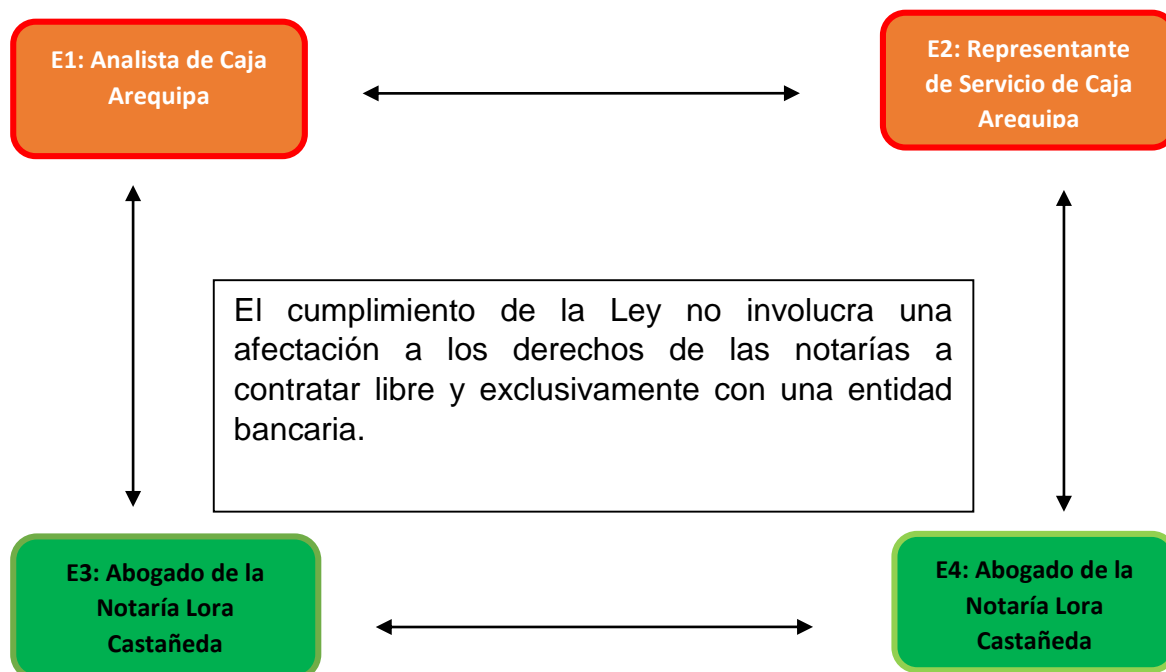 E1: Analista de Caja
Arequipa
E2: Representante
de Servicio de Caja
Arequipa
El cumplimiento de la Ley no involucra una
afectación a los derechos de las notarías a
contratar libre y exclusivamente con una entidad
bancaria.
E3: Abogado de la
Notaría Lora
Castañeda
E4: Abogado de la
Notaría Lora
Castañeda